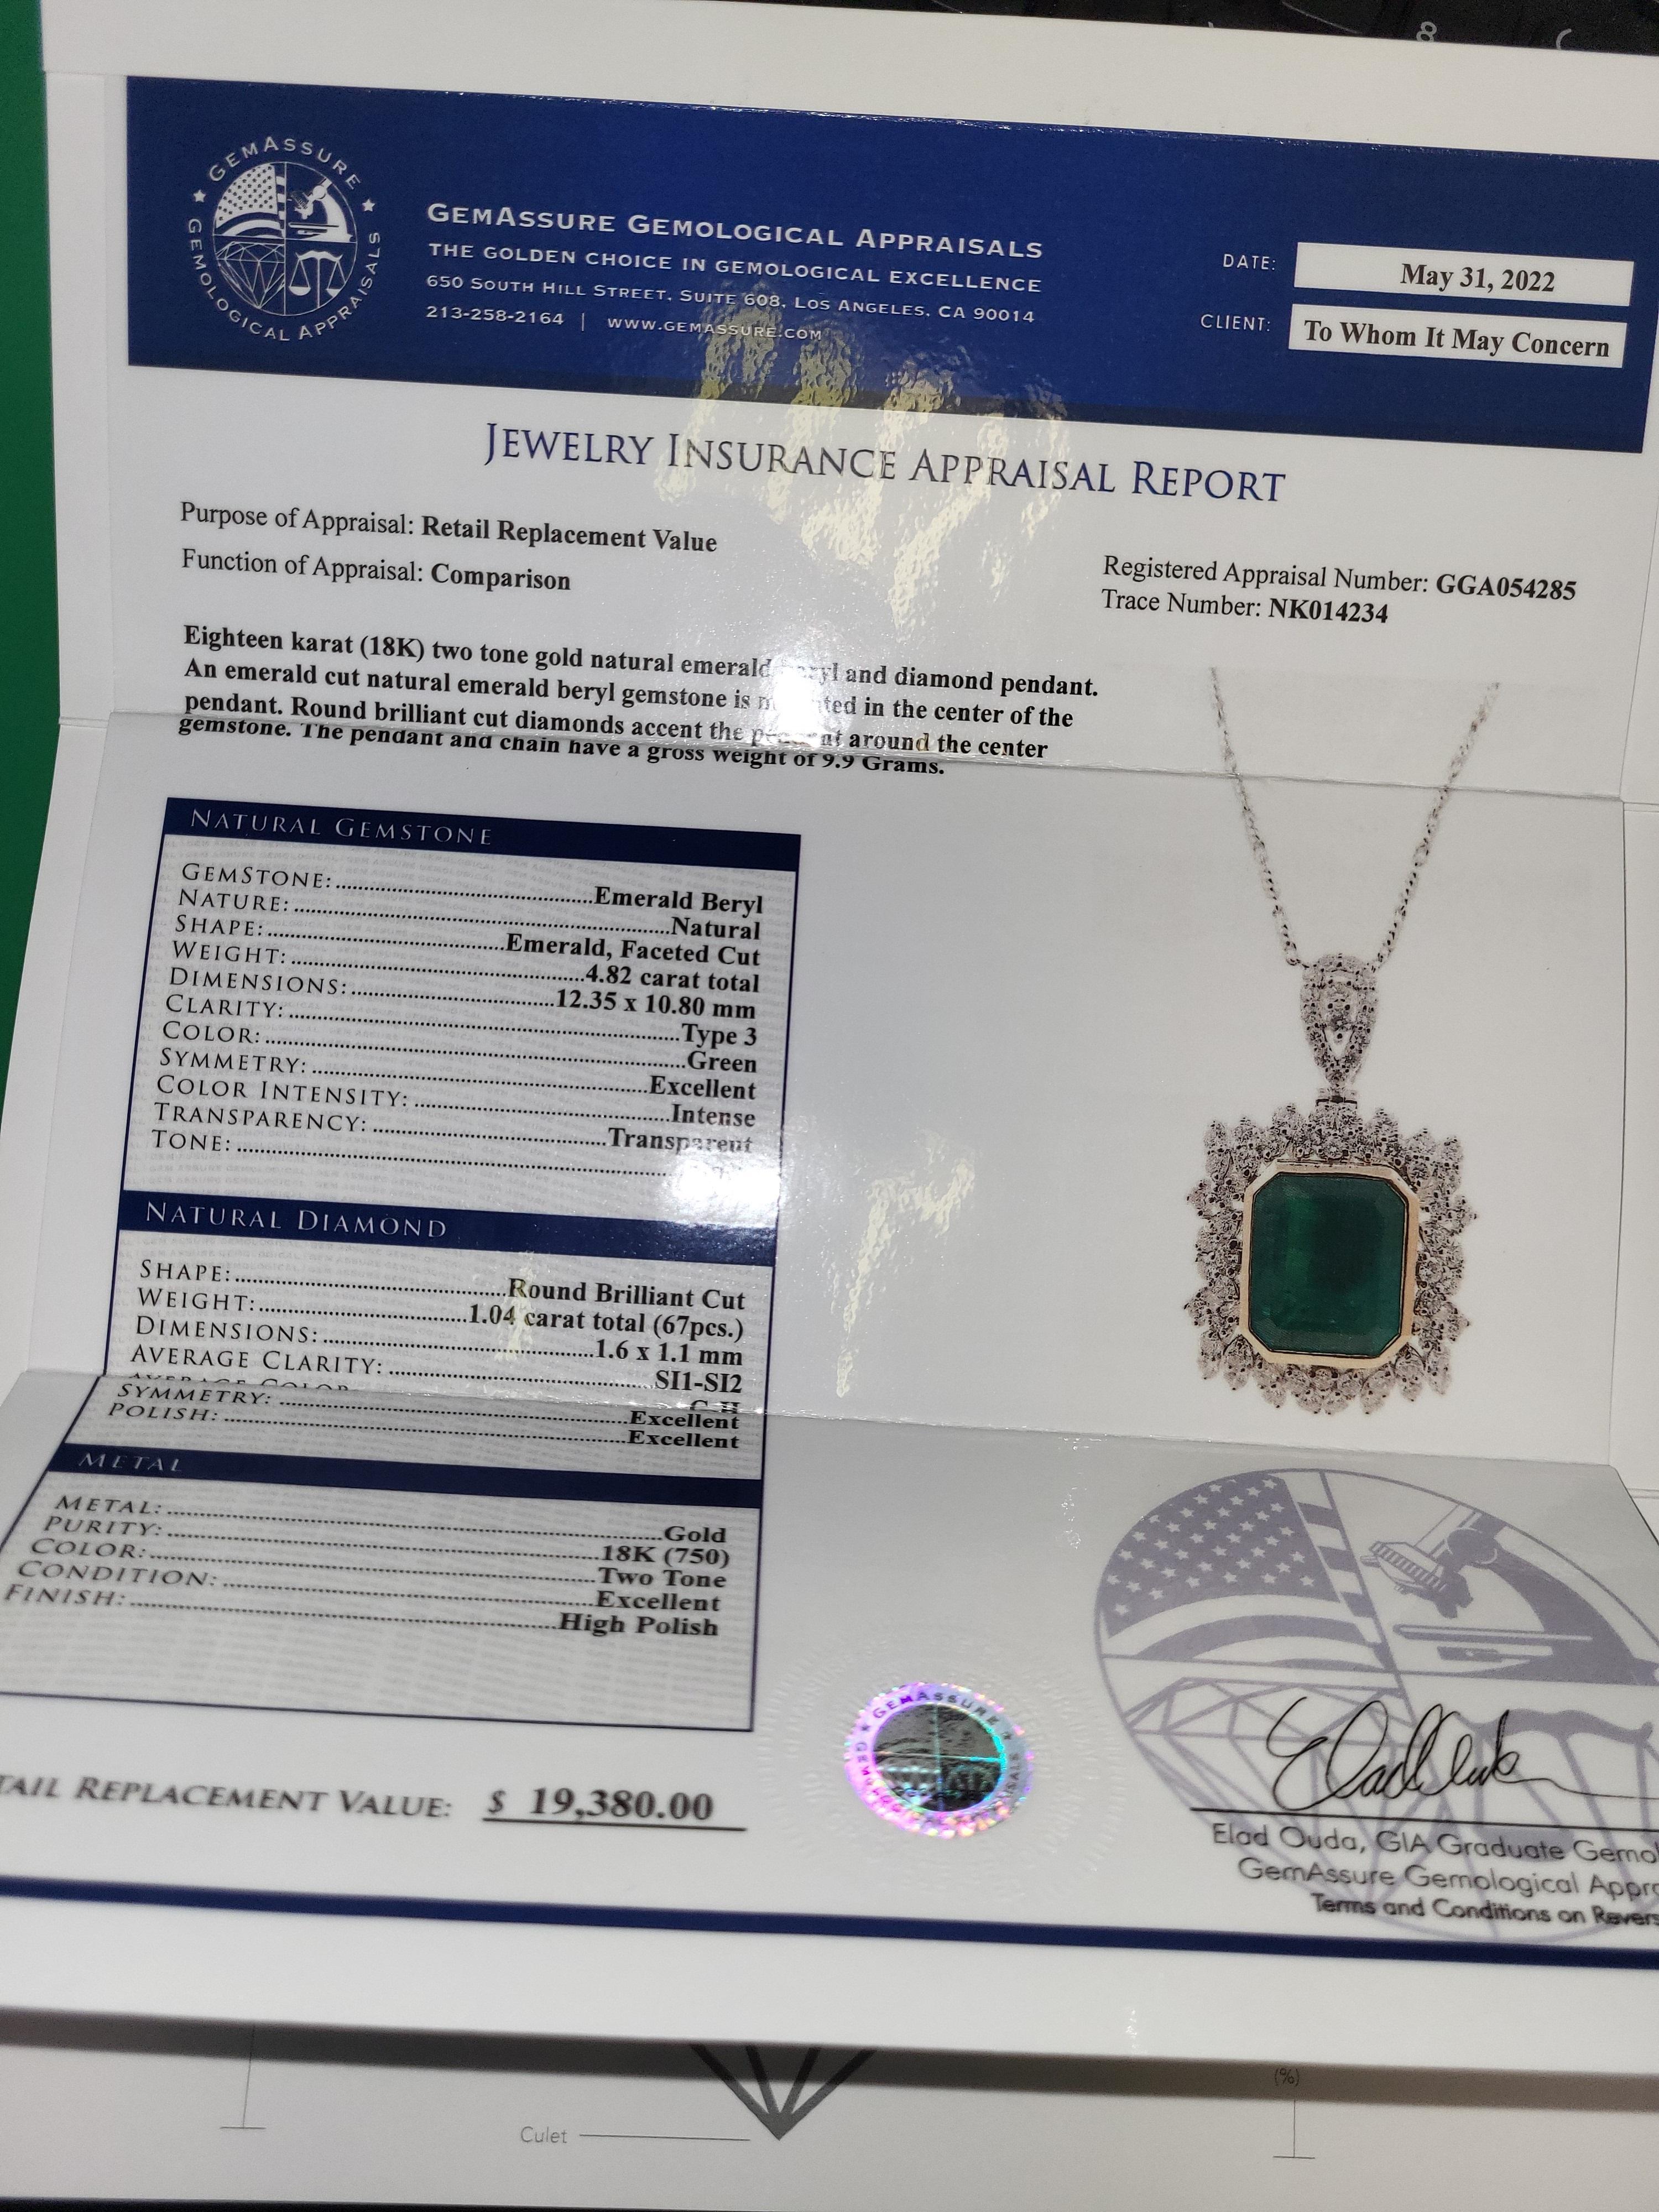 8
GEMASSURE
GEMOLOGICAL APPRAISALS
GEMASSURE GEMOLOGICAL APPRAISALS
THE GOLDEN CHOICE IN GEMOLOGICAL EXCELLENCE
650 SOUTH HILL STREET, SUITE 608, LOS ANGELES, CA 90014
213-258-2164 | WWW.GEMASSURE.COM
DATE: May 31, 2022
CLIENT: To Whom It May Concern
JEWELRY INSURANCE APPRAISAL REPORT
Purpose of Appraisal: Retail Replacement Value
Function of Appraisal: Comparison
Registered Appraisal Number: GGA054285
Trace Number: NK014234
Eighteen karat (18K) two tone gold natural emerald and diamond pendant.
An emerald cut natural emerald beryl gemstone is in the center of the
pendant. Round brilliant cut diamonds accent the around the center
gemstone. The pendant and chain have a gross weight of 9.9 Grams.
NATURAL GEMSTONE
GEMSTONE: Emerald Beryl
NATURE: Natural
SHAPE: Emerald, Faceted Cut
WEIGHT: 4.82 carat total
DIMENSIONS: 12.35 x 10.80 mm
CLARITY: Type 3
COLOR: Green
SYMMETRY: Excellent
COLOR INTENSITY: Intense
TRANSPARENCY: Transparent
TONE:
NATURAL DIAMOND
SHAPE: Round Brilliant Cut
WEIGHT: 1.04 carat total (67pcs.)
DIMENSIONS: 1.6 x 1.1 mm
AVERAGE CLARITY: SI1-SI2
AVERAGE COLOR
SYMMETRY: Excellent
POLISH: Excellent
METAL
METAL: Gold
PURITY: 18K (750)
COLOR: Two Tone
CONDITION: Excellent
FINISH: High Polish
TAIL REPLACEMENT VALUE: $ 19,380.00
GEMASSURE
Elad Ouda, GIA Graduate Gemo
GemAssure Gemological Appra
Terms and Conditions on Revers
Culet
(%)